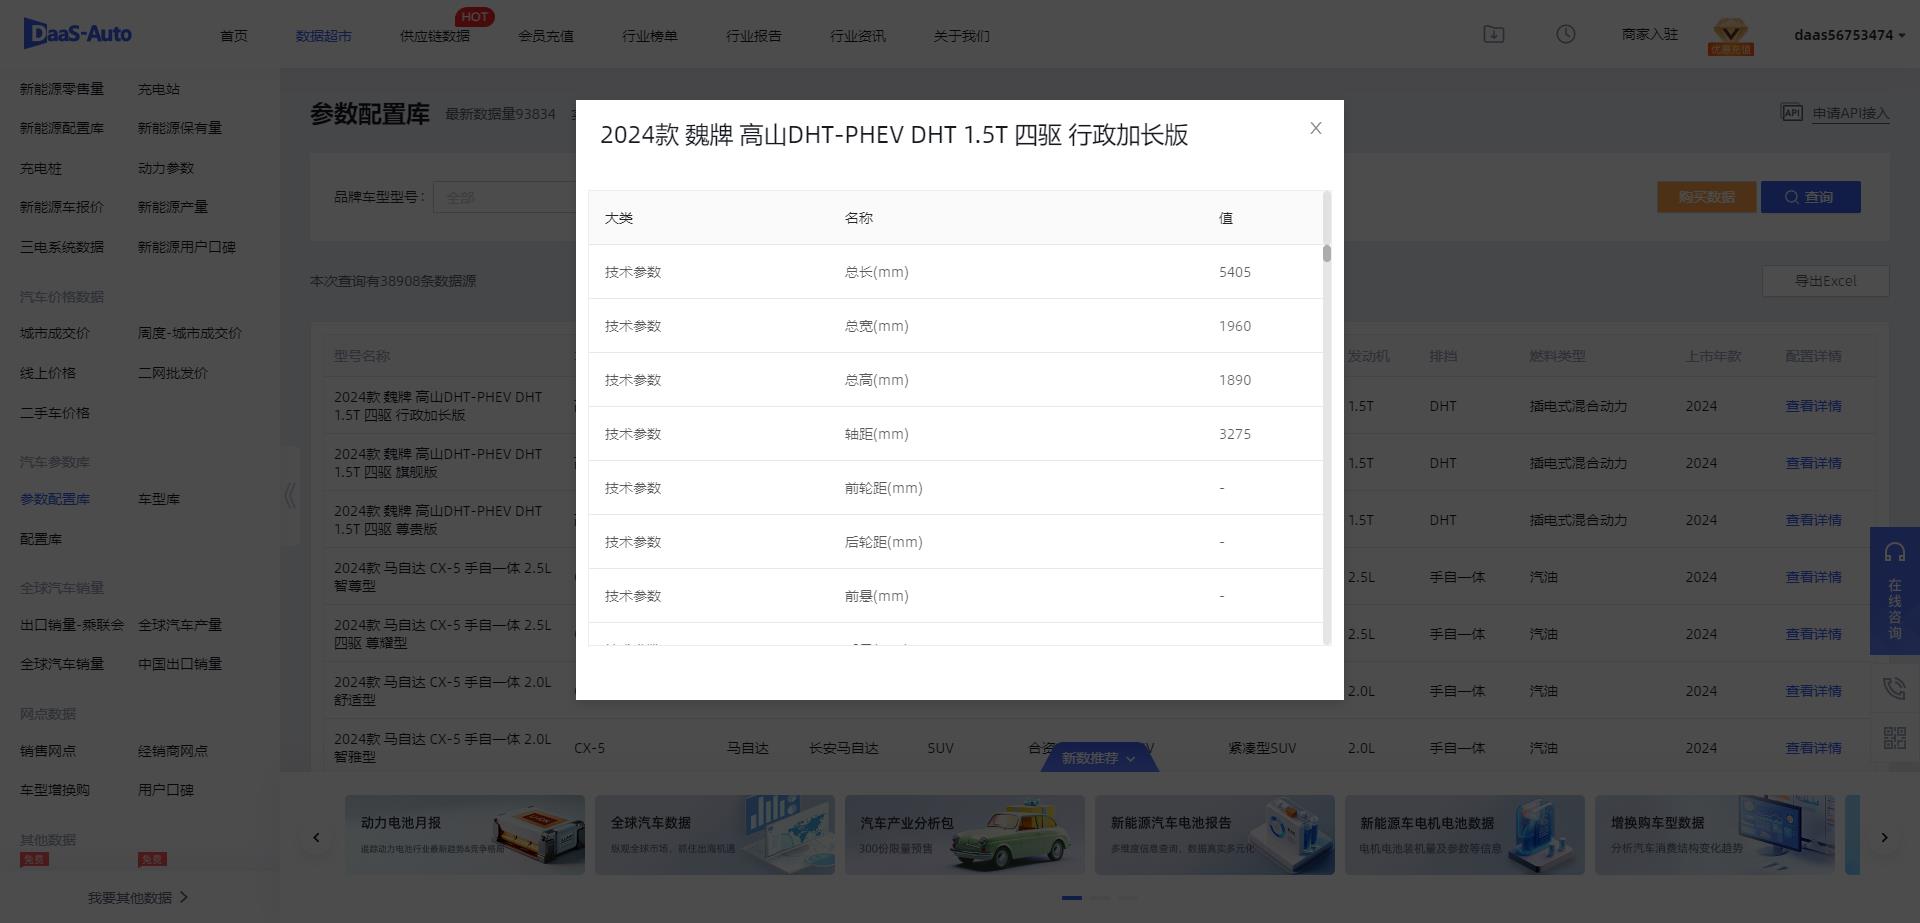 DaaS-Auto
首页
数据超市
供应链数据
HOT
会员充值
行业榜单
行业报告
行业资讯
关于我们
商家入驻
优惠充值
daas56753474
新能源零售量 充电站
新能源配置库 新能源保有量
充电桩 动力参数
新能源车报价 新能源产量
三电系统数据 新能源用户口碑
汽车价格数据
城市成交价 周度-城市成交价
线上价格 二网批发价
二手车价格
汽车参数库
参数配置库 车型库
配置库
全球汽车销量
出口销量-乘联会 全球汽车产量
全球汽车销量 中国出口销量
网点数据
销售网点 经销商网点
车型增换购 用户口碑
其他数据
免费 免费
我要其他数据
参数配置库 最新数据量93834
API 申请API接入
品牌车型型号: 全部
购买数据 查询
本次查询有38908条数据源
导出Excel
2024款 魏牌 高山DHT-PHEV DHT 1.5T 四驱 行政加长版
大类 名称 值
技术参数 总长(mm) 5405
技术参数 总宽(mm) 1960
技术参数 总高(mm) 1890
技术参数 轴距(mm) 3275
技术参数 前轮距(mm) -
技术参数 后轮距(mm) -
技术参数 前悬(mm) -
型号名称 发动机 排挡 燃料类型 上市年款 配置详情
2024款 魏牌 高山DHT-PHEV DHT
1.5T 四驱 行政加长版
1.5T DHT 插电式混合动力 2024 查看详情
2024款 魏牌 高山DHT-PHEV DHT
1.5T 四驱 旗舰版
1.5T DHT 插电式混合动力 2024 查看详情
2024款 魏牌 高山DHT-PHEV DHT
1.5T 四驱 尊贵版
1.5T DHT 插电式混合动力 2024 查看详情
2024款 马自达 CX-5 手自一体 2.5L
智尊型
2.5L 手自一体 汽油 2024 查看详情
2024款 马自达 CX-5 手自一体 2.5L
四驱 尊耀型
2.5L 手自一体 汽油 2024 查看详情
2024款 马自达 CX-5 手自一体 2.0L
舒适型
2.0L 手自一体 汽油 2024 查看详情
2024款 马自达 CX-5 手自一体 2.0L
智雅型
CX-5 马自达 长安马自达 SUV 合资 紧凑型SUV 2.0L 手自一体 汽油 2024 查看详情
新数推荐
在线咨询
动力电池月报
追踪动力电池行业最新趋势&竞争格局
全球汽车数据
纵观全球市场，抓住出海机遇
汽车产业分析包
300份限量预售
新能源汽车电池报告
多维度信息查询，数据真实多元化
新能源车电机电池数据
电机电池装机量及参数等信息
增换购车型数据
分析汽车消费结构变化趋势